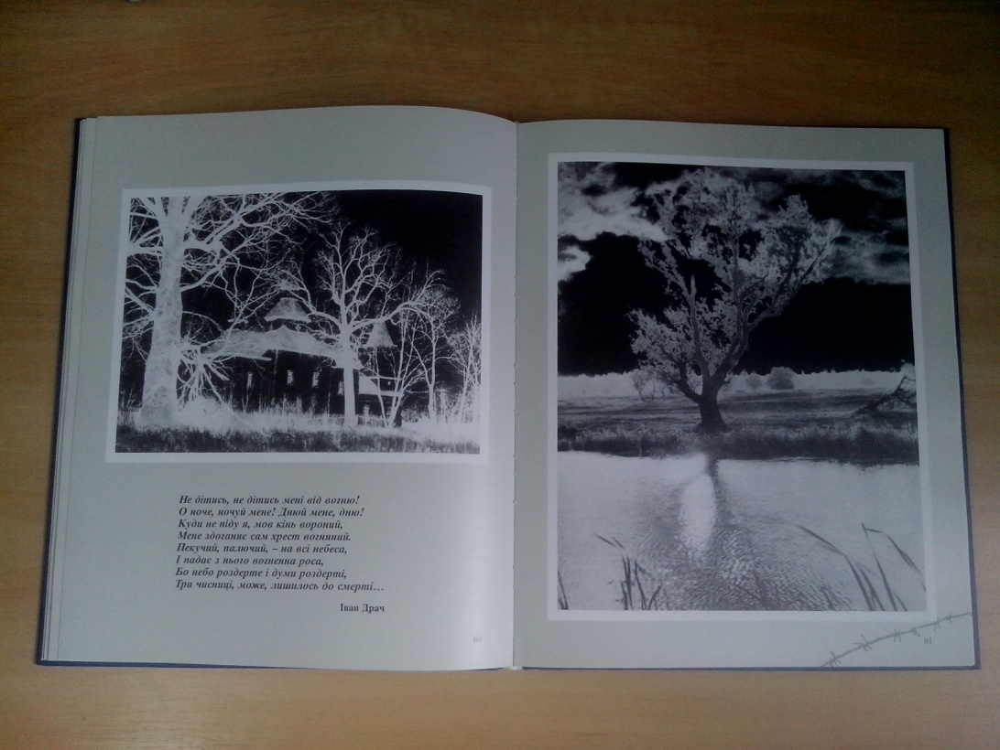 Не дітись, не дітись мені від вогню!
О ноче, ночуй мене! Днюй мене, дню!
Куди не піду я, мов кінь вороний,
Мене здоганяє сам хрест вогняний.
Пекучий, палючий, – на всі небеса,
І падає з нього вогненна роса,
Бо небо роздерте і думи роздерті,
Три чисниці, може, лишилось до смерті…
Іван Драч
60
61